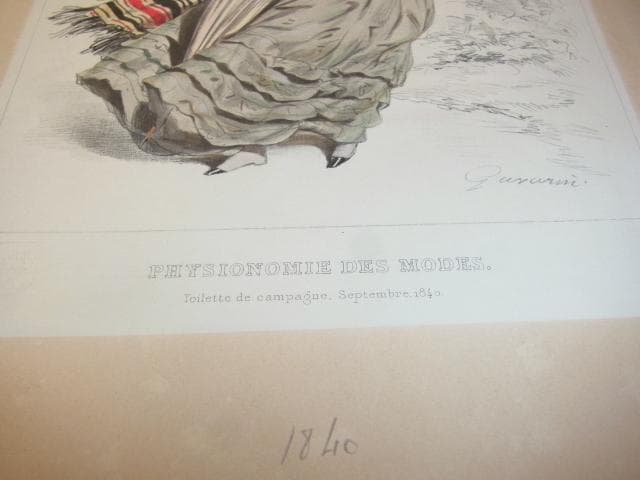 Gavarni.
PHYSIONOMIE DES MODES.
Toilette de campagne. Septembre.1840.
1840